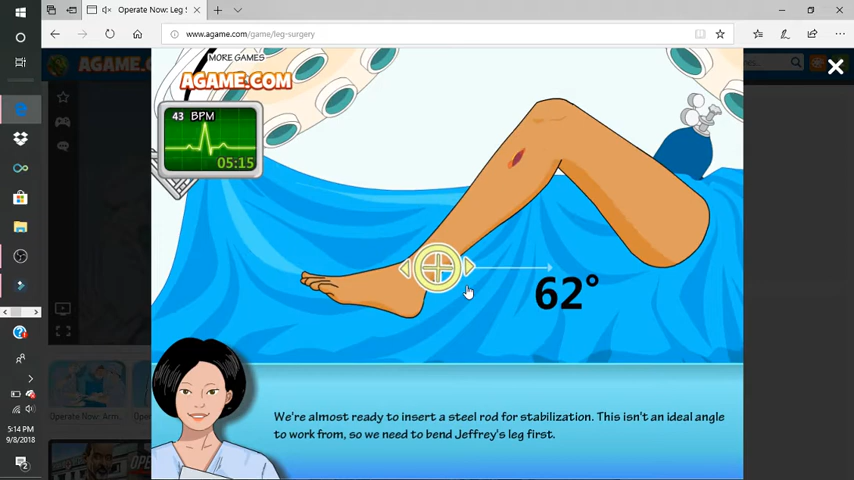 Operate Now: Leg S
www.agame.com/game/leg-surgery
MORE GAMES
AGAME.COM
43 BPM
05:15
62°
We're almost ready to insert a steel rod for stabilization. This isn't an ideal angle
to work from, so we need to bend Jeffrey's leg first.
Operate Now: Arm
5:14 PM
9/8/2018
2